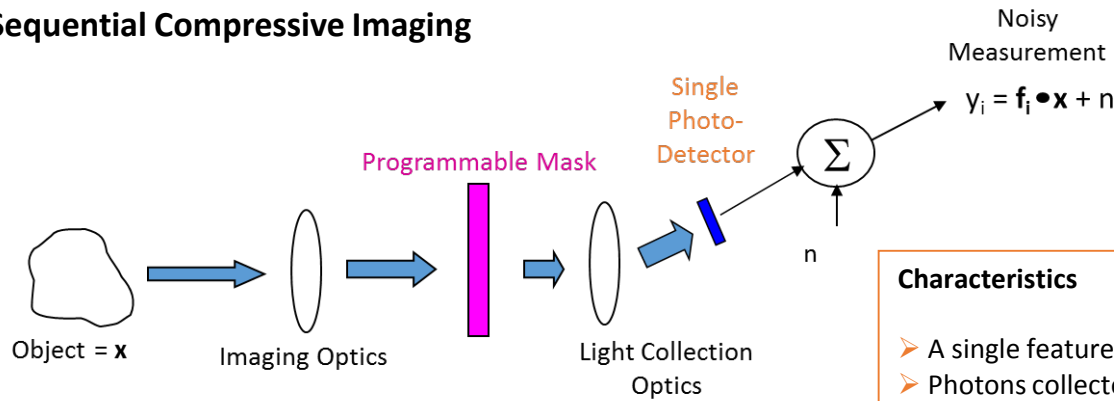 Sequential Compressive Imaging
Noisy
Measurement
yᵢ = fᵢ•x + n
Single
Photo-
Detector
Σ
Programmable Mask
n
Object = x
Imaging Optics
Light Collection
Optics
Characteristics
➢ A single feature
➢ Photons collecte